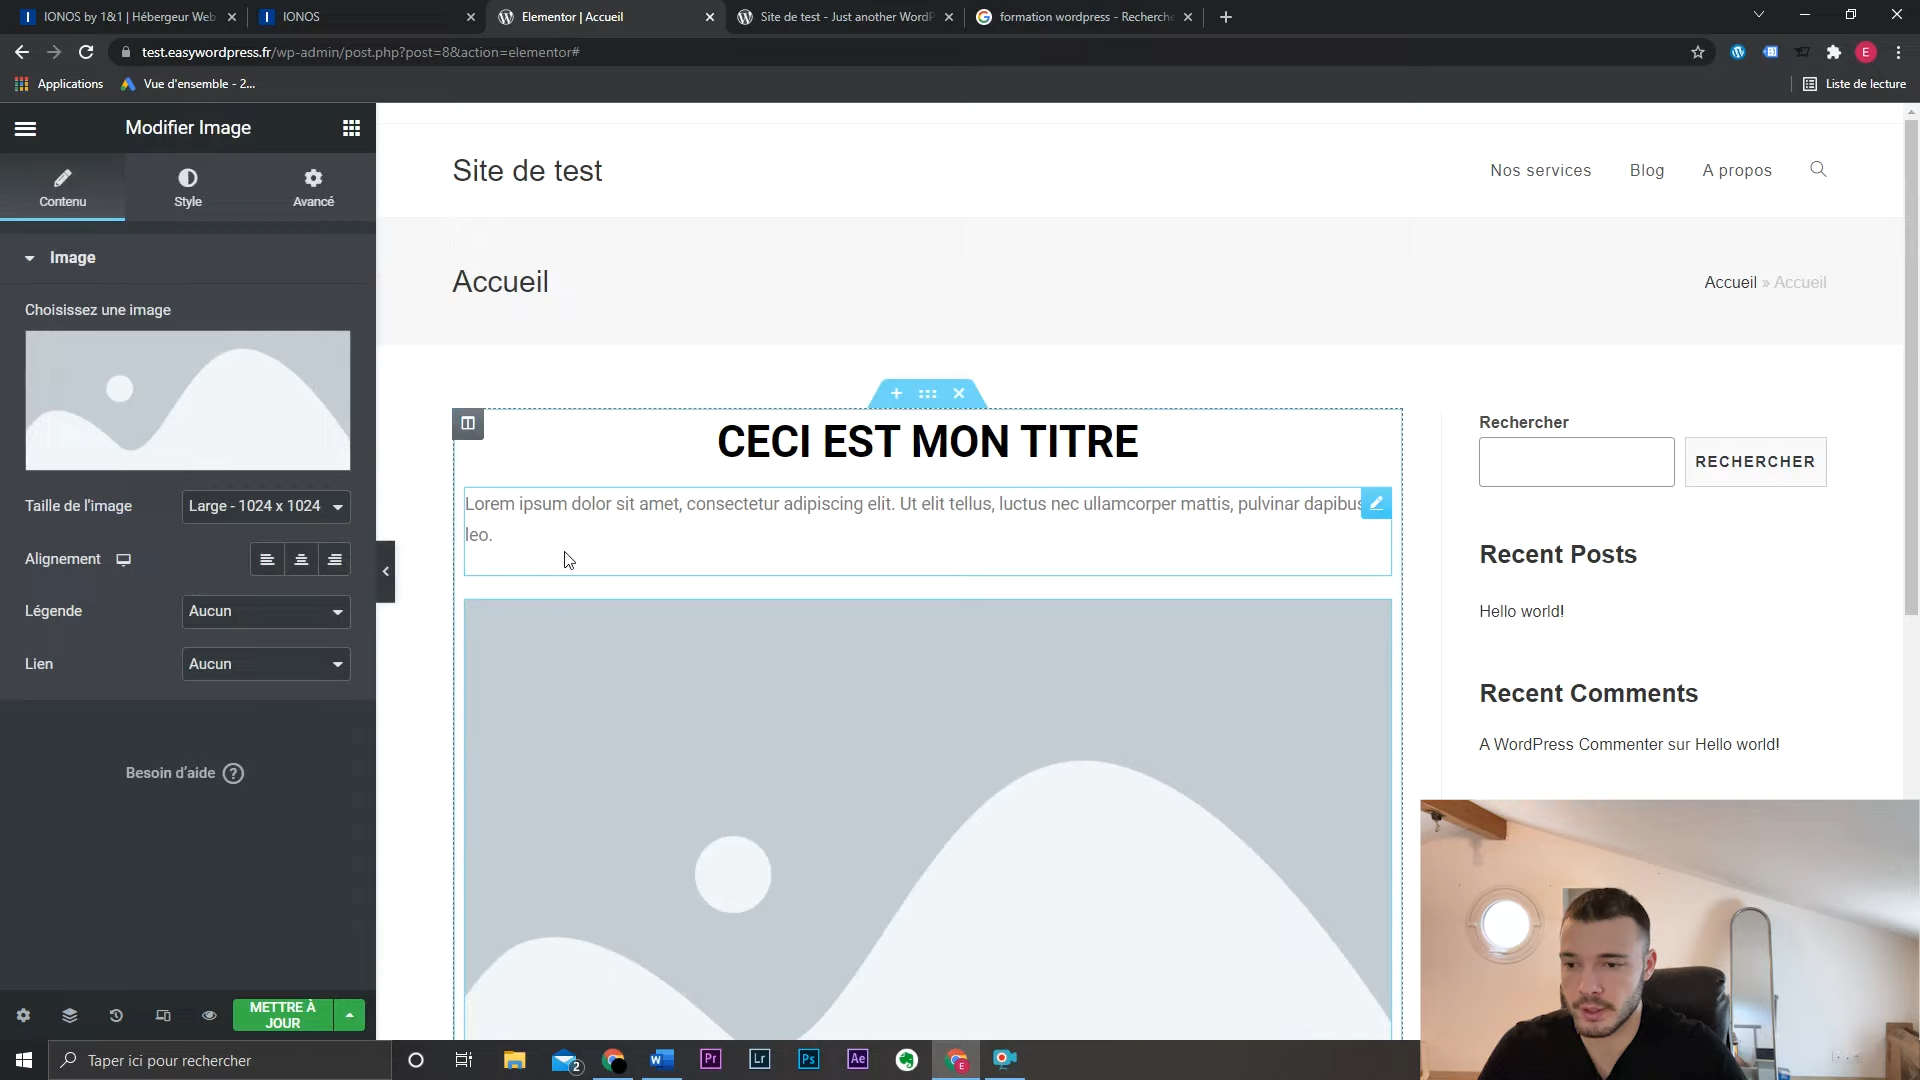 IONOS by 1&1 | Hébergeur Web
IONOS
Elementor | Accueil
Site de test - Just another WordP
formation wordpress - Recherche
test.easywordpress.fr/wp-admin/post.php?post=8&action=elementor#
E
Applications
Vue d'ensemble - 2...
Liste de lecture
Modifier Image
Contenu
Style
Avancé
Image
Choisissez une image
Taille de l'image
Large - 1024 x 1024
Alignement
Légende
Aucun
Lien
Aucun
Besoin d'aide ?
METTRE À
JOUR
Site de test
Nos services
Blog
A propos
Accueil
Accueil » Accueil
CECI EST MON TITRE
Lorem ipsum dolor sit amet, consectetur adipiscing elit. Ut elit tellus, luctus nec ullamcorper mattis, pulvinar dapibus
leo.
Rechercher
RECHERCHER
Recent Posts
Hello world!
Recent Comments
A WordPress Commenter sur Hello world!
Taper ici pour rechercher
2
W
Pr
Lr
Ps
Ae
E